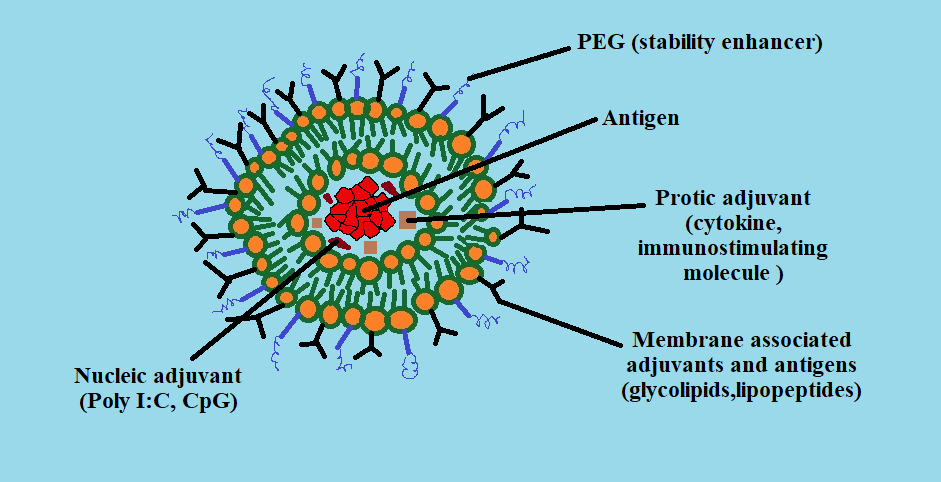 PEG (stability enhancer)
Antigen
Protic adjuvant
(cytokine,
immunostimulating
molecule )
Membrane associated
adjuvants and antigens
(glycolipids,lipopeptides)
Nucleic adjuvant
(Poly I:C, CpG)